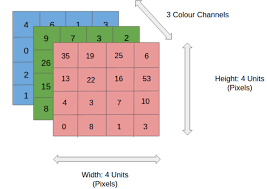 3 Colour Channels
4 6 1 3
0
2
1
9 7 3 2
26
15
8
35 19 25 6
13 22 16 53
4 3 7 10
0 8 1 3
Height: 4 Units
(Pixels)
Width: 4 Units
(Pixels)